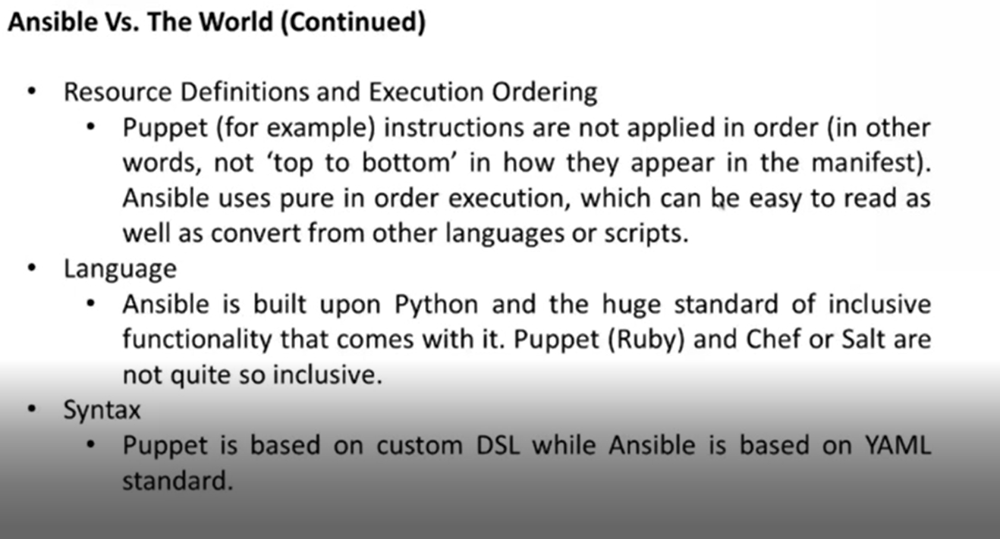 Ansible Vs. The World (Continued)
• Resource Definitions and Execution Ordering
• Puppet (for example) instructions are not applied in order (in other
words, not ‘top to bottom’ in how they appear in the manifest).
Ansible uses pure in order execution, which can be easy to read as
well as convert from other languages or scripts.
• Language
• Ansible is built upon Python and the huge standard of inclusive
functionality that comes with it. Puppet (Ruby) and Chef or Salt are
not quite so inclusive.
• Syntax
• Puppet is based on custom DSL while Ansible is based on YAML
standard.